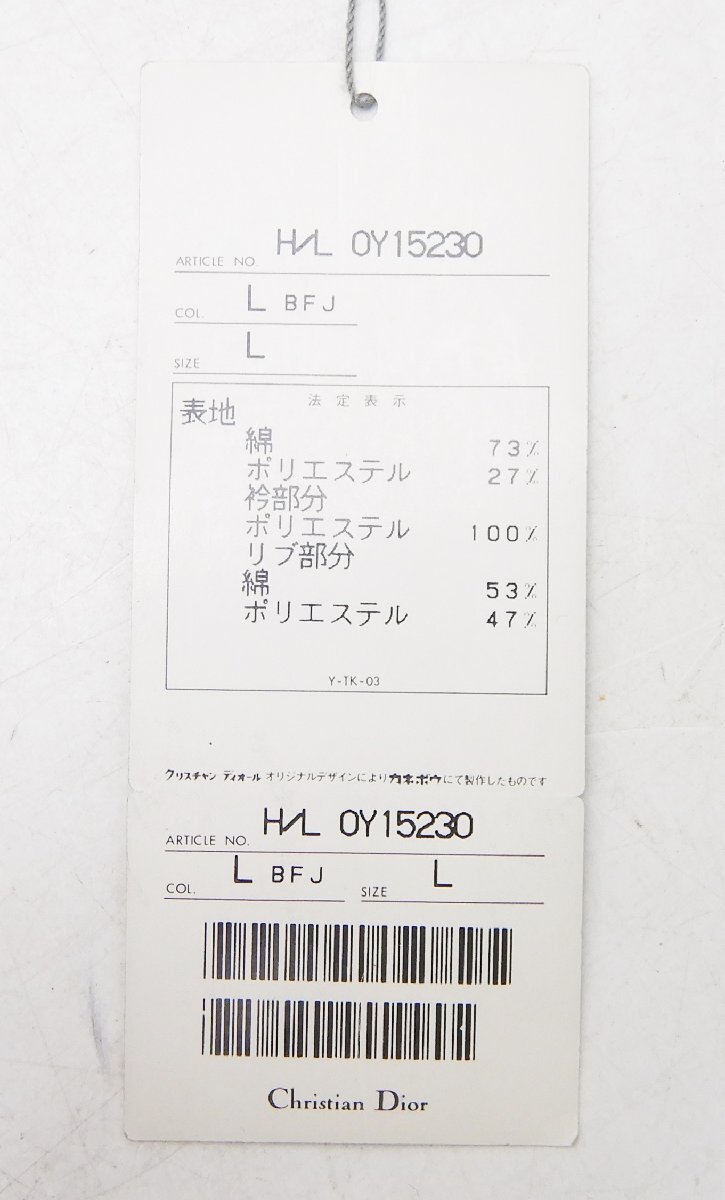 ARTICLE NO. H/L 0Y15230
COL. L BFJ
SIZE L
法定表示
表地
綿 73%
ポリエステル 27%
衿部分
ポリエステル 100%
リブ部分
綿 53%
ポリエステル 47%
Y-TK-03
クリスチャン ディオール オリジナルデザインにより カネボウにて製作したものです
ARTICLE NO. H/L 0Y15230
COL. L BFJ SIZE L
Christian Dior